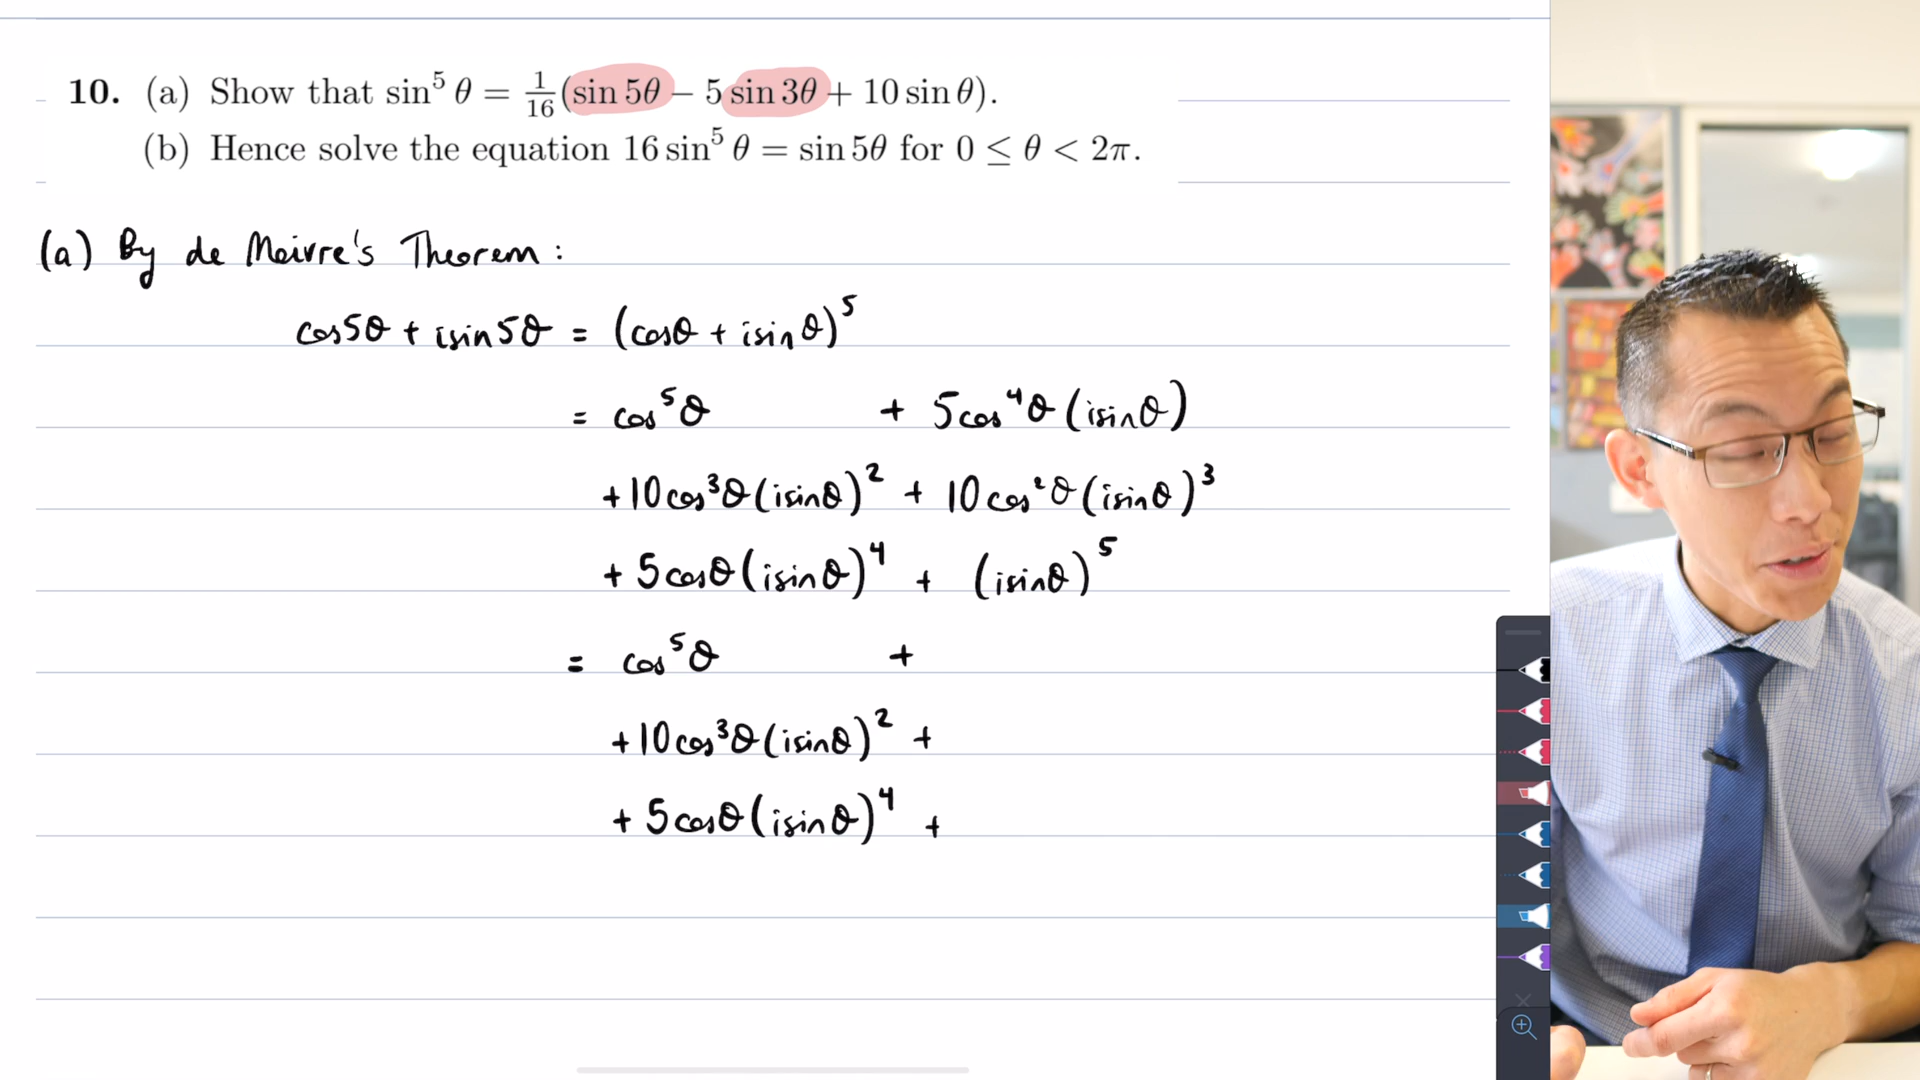 10. (a) Show that sin⁵ θ = 1/16 (sin 5θ − 5 sin 3θ + 10 sin θ).
(b) Hence solve the equation 16 sin⁵ θ = sin 5θ for 0 ≤ θ < 2π.
(a) By de Moivre's Theorem :
cos5θ + isin5θ = (cosθ + isinθ)⁵
= cos⁵θ + 5cos⁴θ(isinθ)
+10cos³θ(isinθ)² + 10cos²θ(isinθ)³
+ 5cosθ(isinθ)⁴ + (isinθ)⁵
= cos⁵θ +
+10cos³θ(isinθ)² +
+ 5cosθ(isinθ)⁴ +